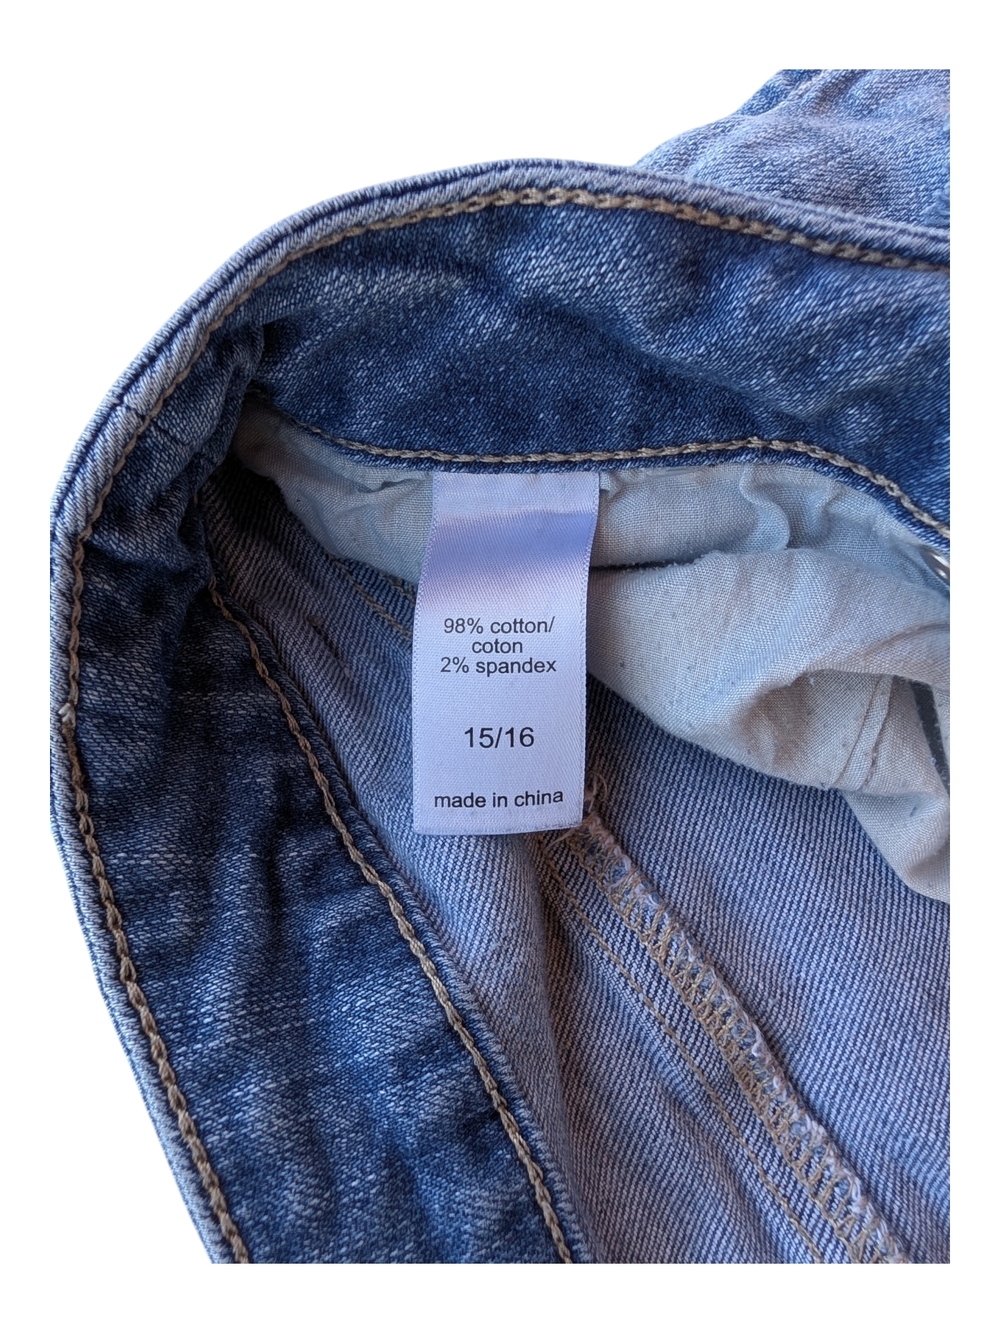 98% cotton/
coton
2% spandex
15/16
made in china